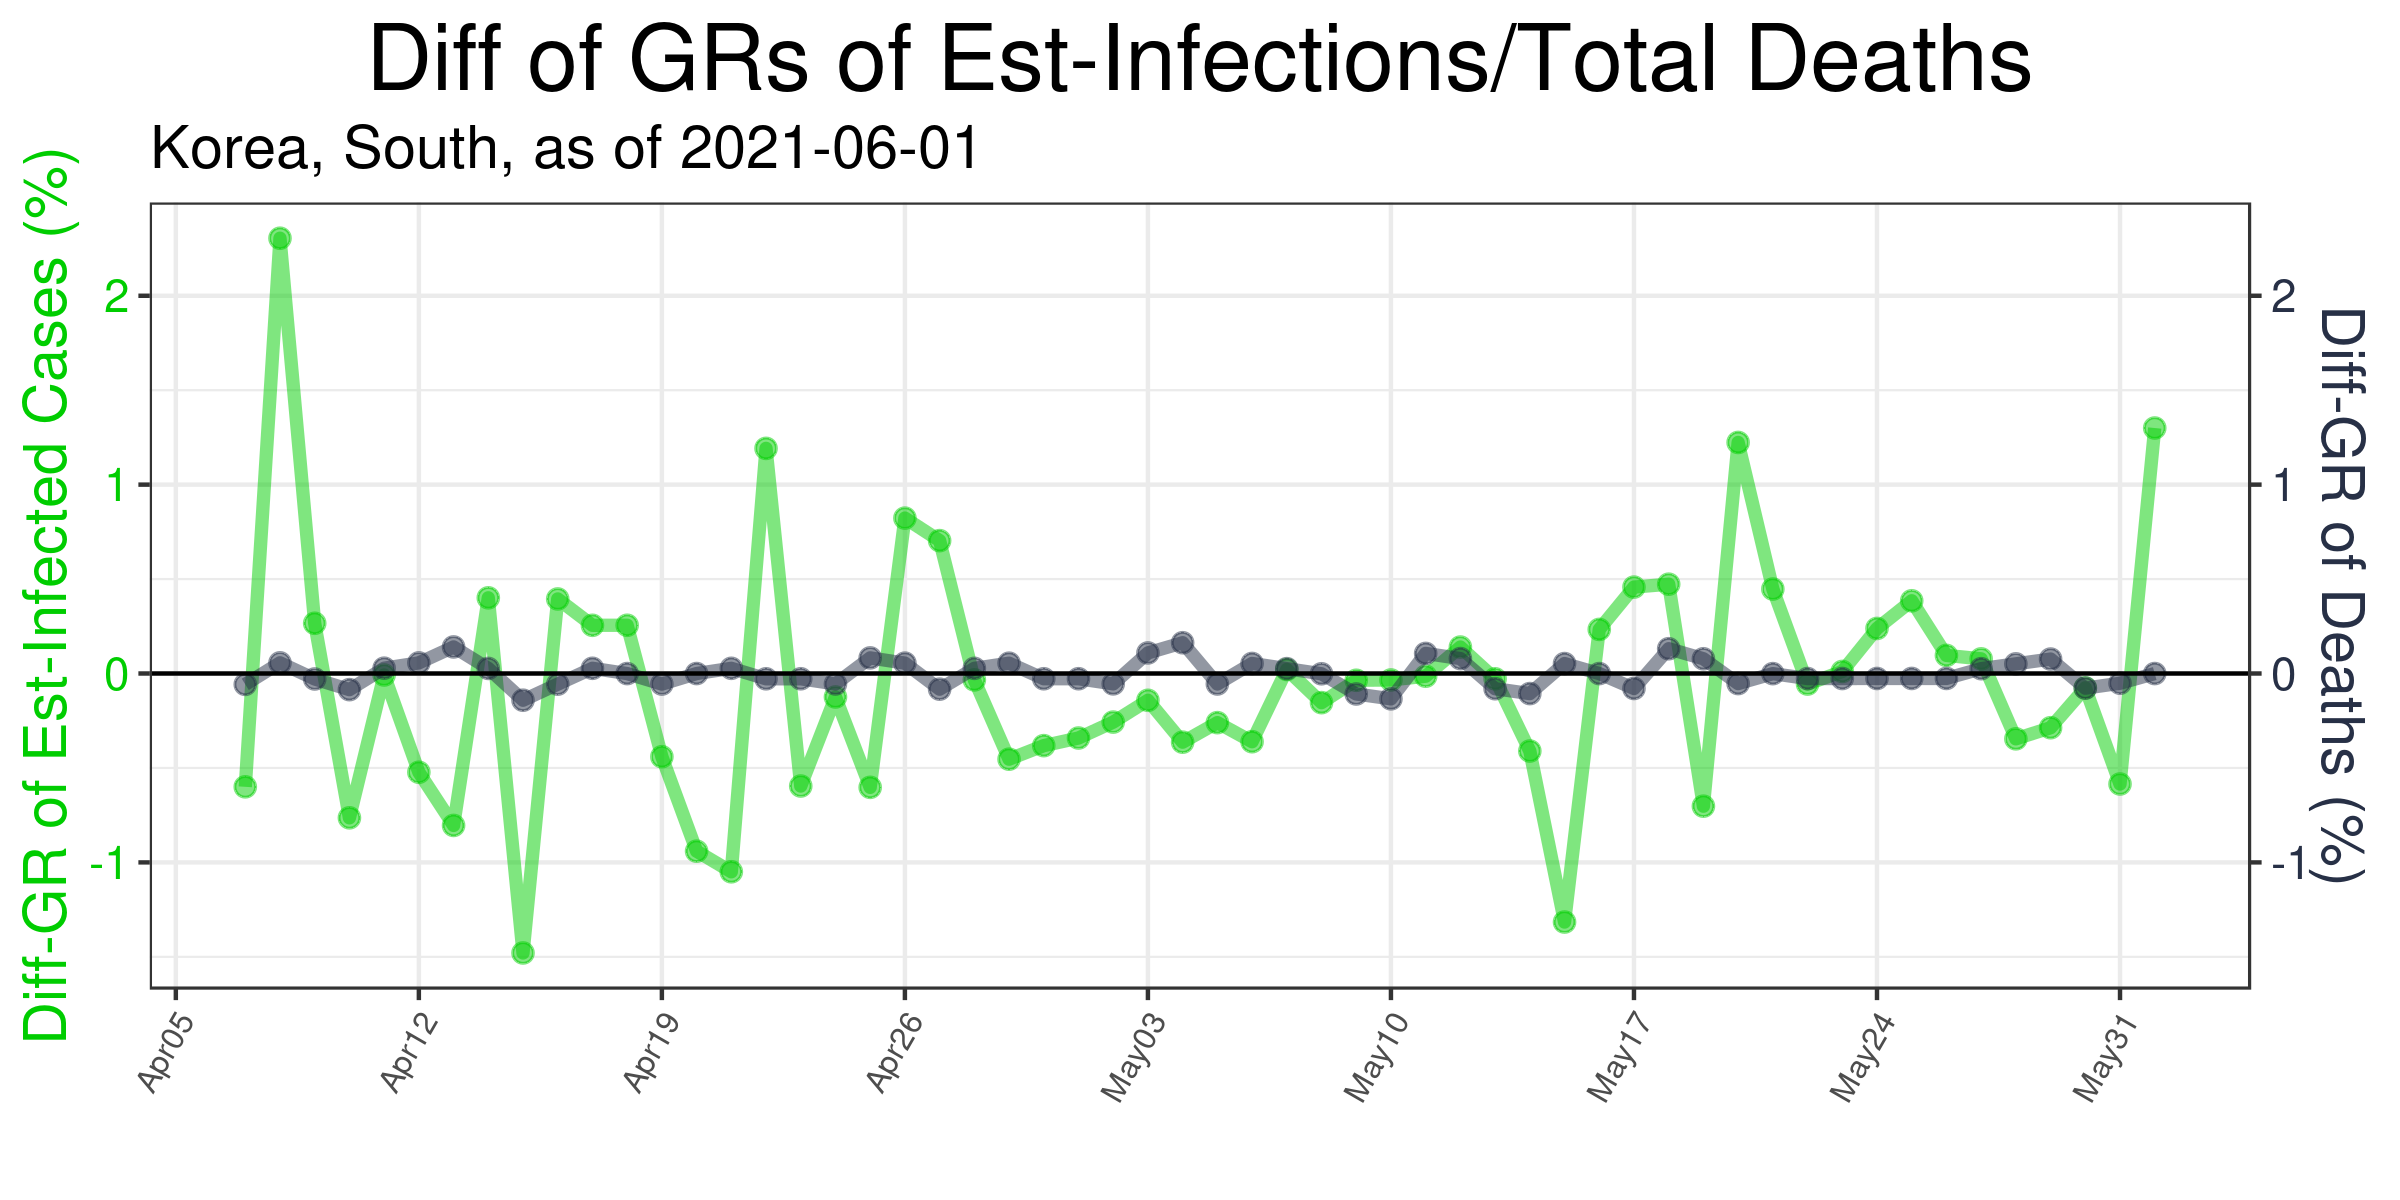 Diff of GRs of Est-Infections/Total Deaths
Korea, South, as of 2021-06-01
Diff-GR of Est-Infected Cases (%)
2
1
0
-1
2
1
0
-1
Diff-GR of Deaths (%)
Apr05
Apr12
Apr19
Apr26
May03
May10
May17
May24
May31